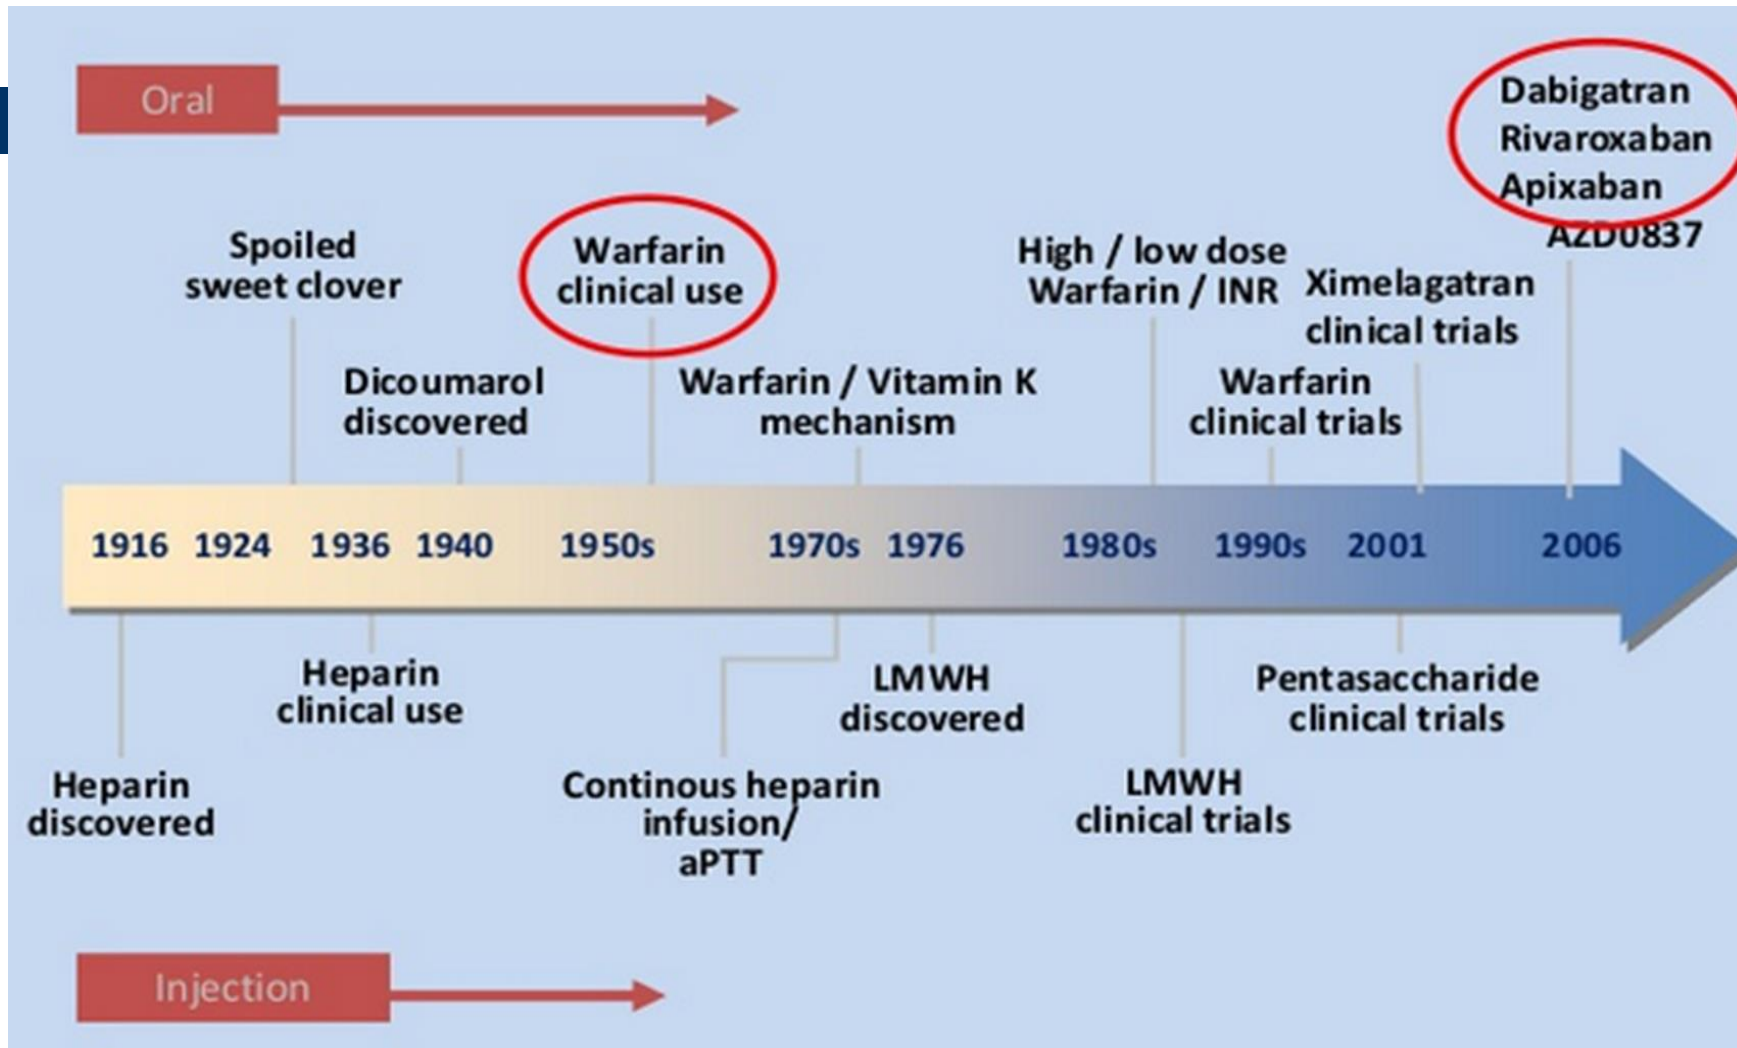 Oral
Dabigatran
Rivaroxaban
Apixaban
AZD0837
Spoiled
sweet clover
Warfarin
clinical use
High / low dose
Warfarin / INR
Ximelagatran
clinical trials
Dicoumarol
discovered
Warfarin / Vitamin K
mechanism
Warfarin
clinical trials
1916 1924 1936 1940 1950s 1970s 1976 1980s 1990s 2001 2006
Heparin
clinical use
LMWH
discovered
Pentasaccharide
clinical trials
Heparin
discovered
Continous heparin
infusion/
aPTT
LMWH
clinical trials
Injection